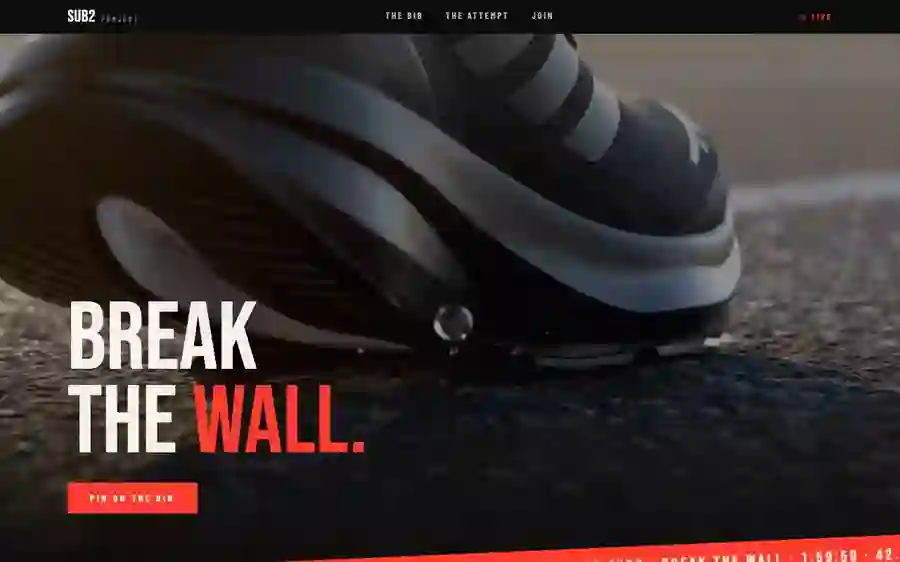 SUB2 PROJECT
THE BIB
THE ATTEMPT
JOIN
LIVE
BREAK
THE WALL.
PIN ON THE BIB
BREAK THE WALL · 1:59:59 · 42.